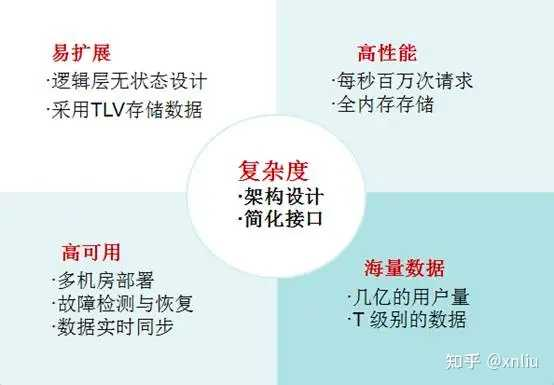 易扩展
·逻辑层无状态设计
·采用TLV存储数据
高性能
·每秒百万次请求
·全内存存储
复杂度
·架构设计
·简化接口
高可用
·多机房部署
·故障检测与恢复
·数据实时同步
海量数据
·几亿的用户量
·T 级别的数据
知乎 @xnliu